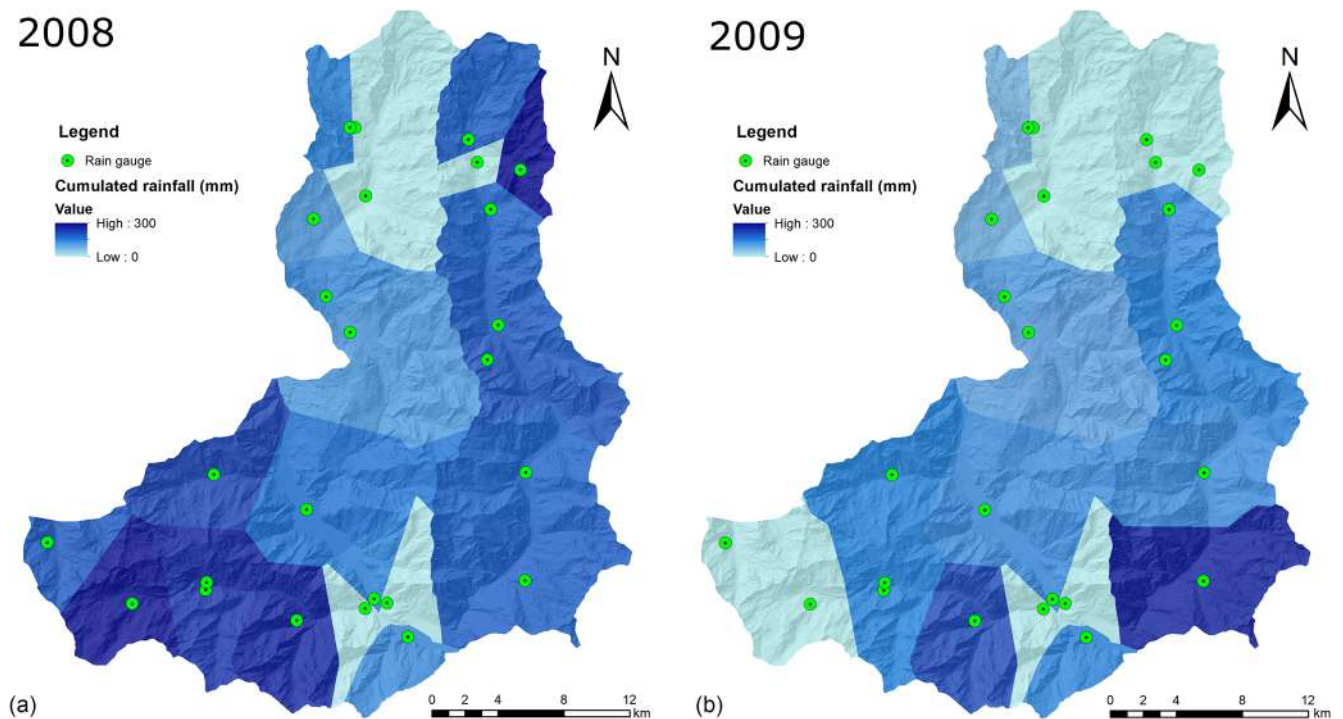 2008
N
Legend
Rain gauge
Cumulated rainfall (mm)
Value
High : 300
Low : 0
(a)
0 2 4 8 12
km
2009
N
Legend
Rain gauge
Cumulated rainfall (mm)
Value
High : 300
Low : 0
(b)
0 2 4 8 12
km